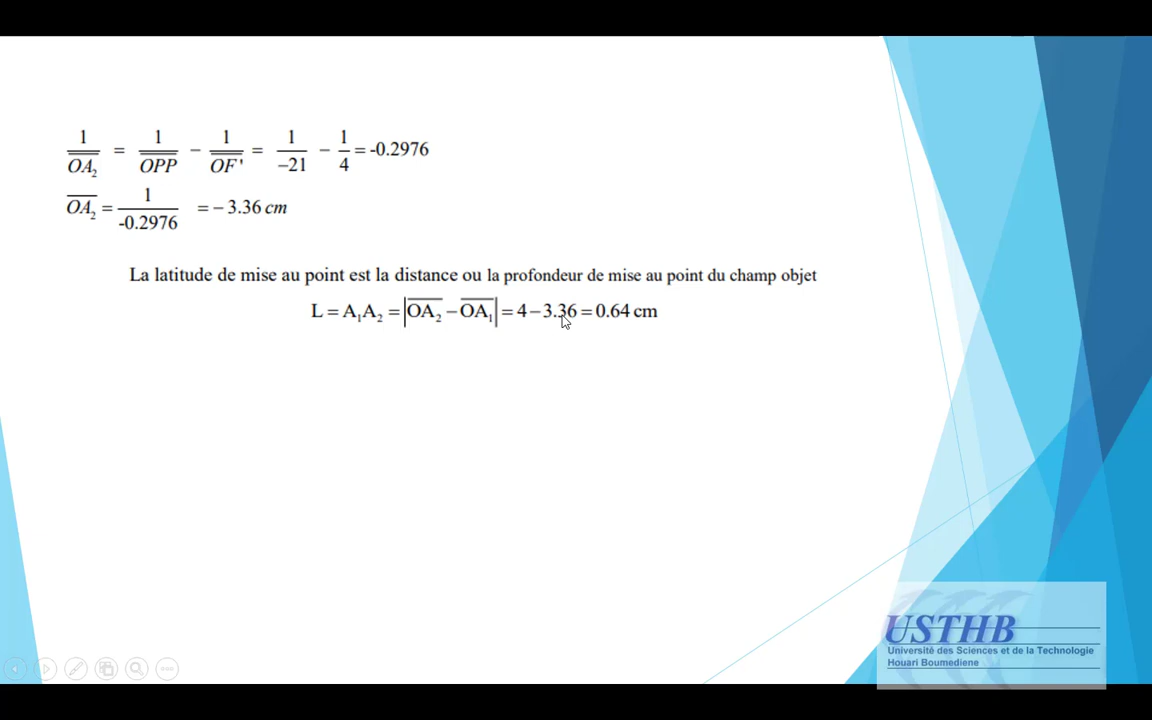 1/OA₂ = 1/OPP − 1/OF' = 1/−21 − 1/4 = -0.2976
OA₂ = 1/-0.2976 = − 3.36 cm
La latitude de mise au point est la distance ou la profondeur de mise au point du champ objet
L = A₁A₂ = |OA₂ − OA₁| = 4 − 3.36 = 0.64 cm
USTHB
Université des Sciences et de la Technologie
Houari Boumediene